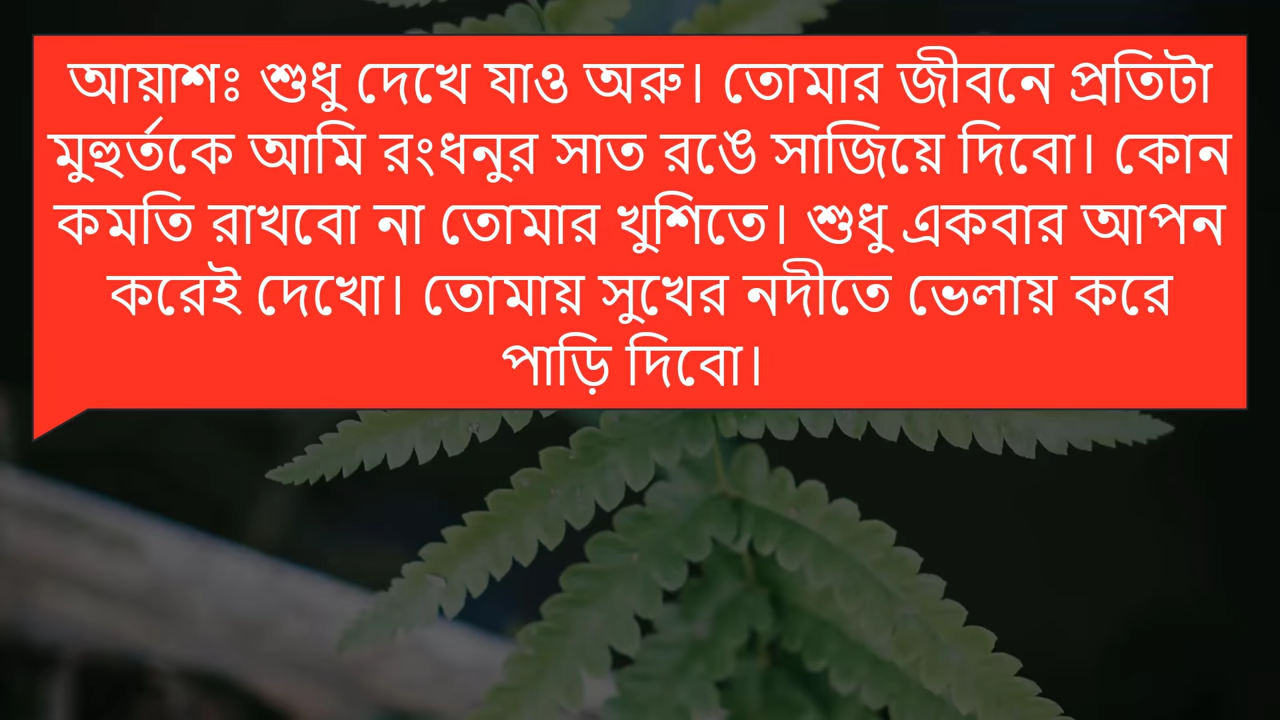 আয়াশঃ শুধু দেখে যাও অরু। তোমার জীবনে প্রতিটা
মুহুর্তকে আমি রংধনুর সাত রঙে সাজিয়ে দিবো। কোন
কমতি রাখবো না তোমার খুশিতে। শুধু একবার আপন
করেই দেখো। তোমায় সুখের নদীতে ভেলায় করে
পাড়ি দিবো।